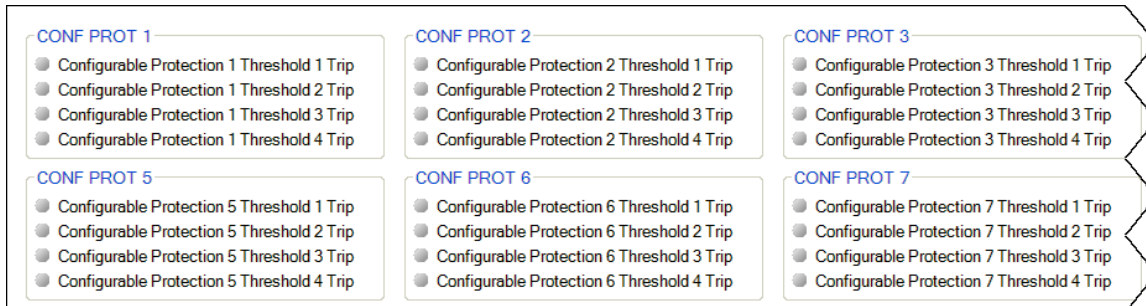 CONF PROT 1
Configurable Protection 1 Threshold 1 Trip
Configurable Protection 1 Threshold 2 Trip
Configurable Protection 1 Threshold 3 Trip
Configurable Protection 1 Threshold 4 Trip
CONF PROT 2
Configurable Protection 2 Threshold 1 Trip
Configurable Protection 2 Threshold 2 Trip
Configurable Protection 2 Threshold 3 Trip
Configurable Protection 2 Threshold 4 Trip
CONF PROT 3
Configurable Protection 3 Threshold 1 Trip
Configurable Protection 3 Threshold 2 Trip
Configurable Protection 3 Threshold 3 Trip
Configurable Protection 3 Threshold 4 Trip
CONF PROT 5
Configurable Protection 5 Threshold 1 Trip
Configurable Protection 5 Threshold 2 Trip
Configurable Protection 5 Threshold 3 Trip
Configurable Protection 5 Threshold 4 Trip
CONF PROT 6
Configurable Protection 6 Threshold 1 Trip
Configurable Protection 6 Threshold 2 Trip
Configurable Protection 6 Threshold 3 Trip
Configurable Protection 6 Threshold 4 Trip
CONF PROT 7
Configurable Protection 7 Threshold 1 Trip
Configurable Protection 7 Threshold 2 Trip
Configurable Protection 7 Threshold 3 Trip
Configurable Protection 7 Threshold 4 Trip